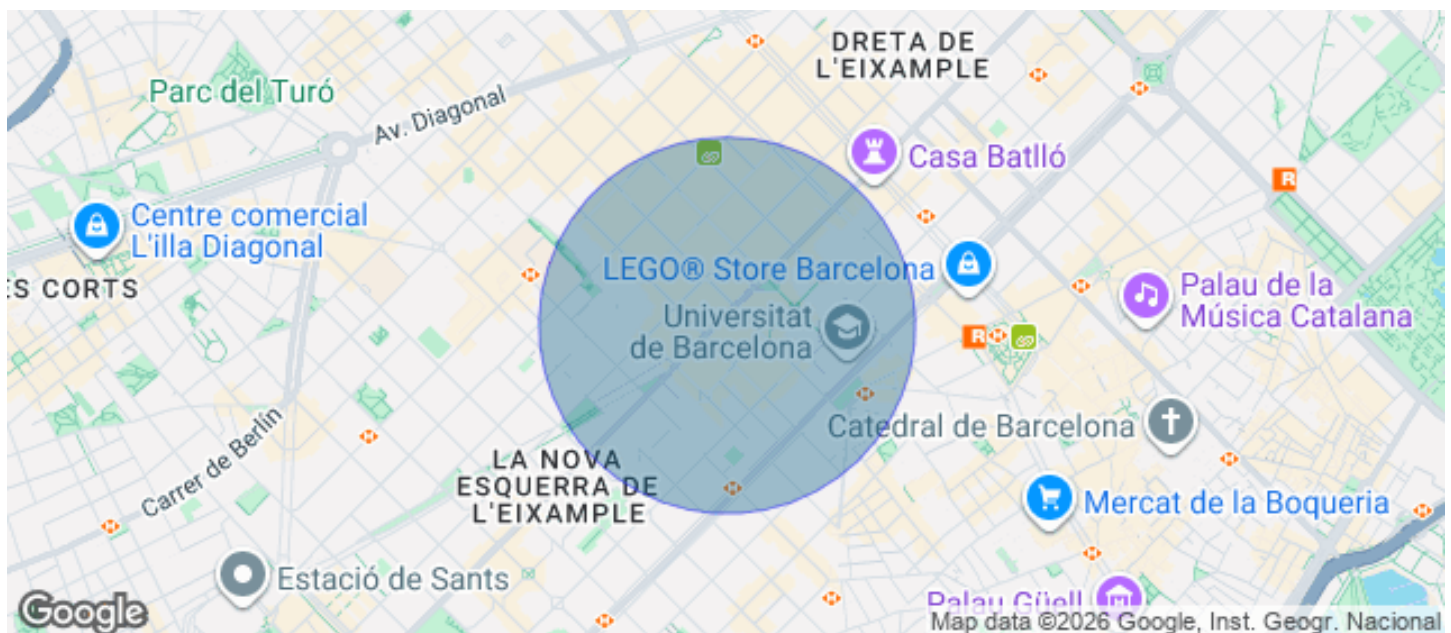 DRETA DE
L'EIXAMPLE
Parc del Turó
Av. Diagonal
Casa Batlló
R
Centre comercial
L'illa Diagonal
LEGO® Store Barcelona
ES CORTS
Palau de la
Música Catalana
Universitat
de Barcelona
R
Catedral de Barcelona
Carrer de Berlín
LA NOVA
ESQUERRA DE
L'EIXAMPLE
Mercat de la Boqueria
Estació de Sants
Palau Güell
Google
Map data ©2026 Google, Inst. Geogr. Nacional